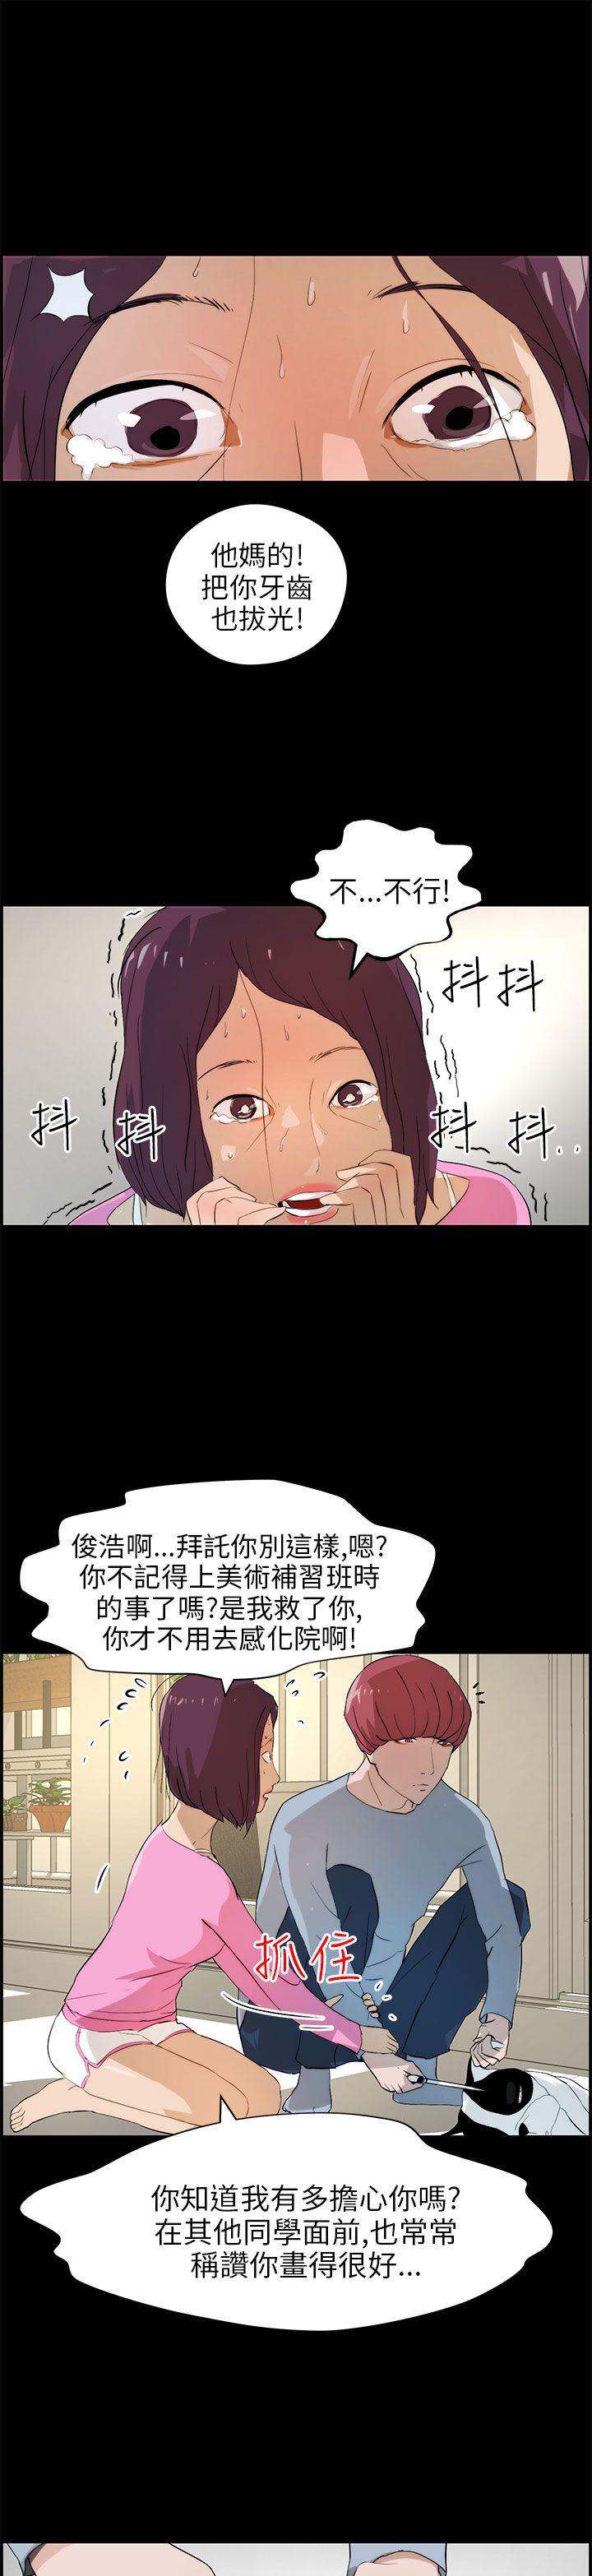 他媽的!
把你牙齒
也拔光!
不...不行!
抖抖
抖 抖
抖 抖..
俊浩啊...拜託你別這樣,嗯?
你不記得上美術補習班時
的事了嗎?是我救了你,
你才不用去感化院啊!
抓住
你知道我有多擔心你嗎?
在其他同學面前,也常常
稱讚你畫得很好...